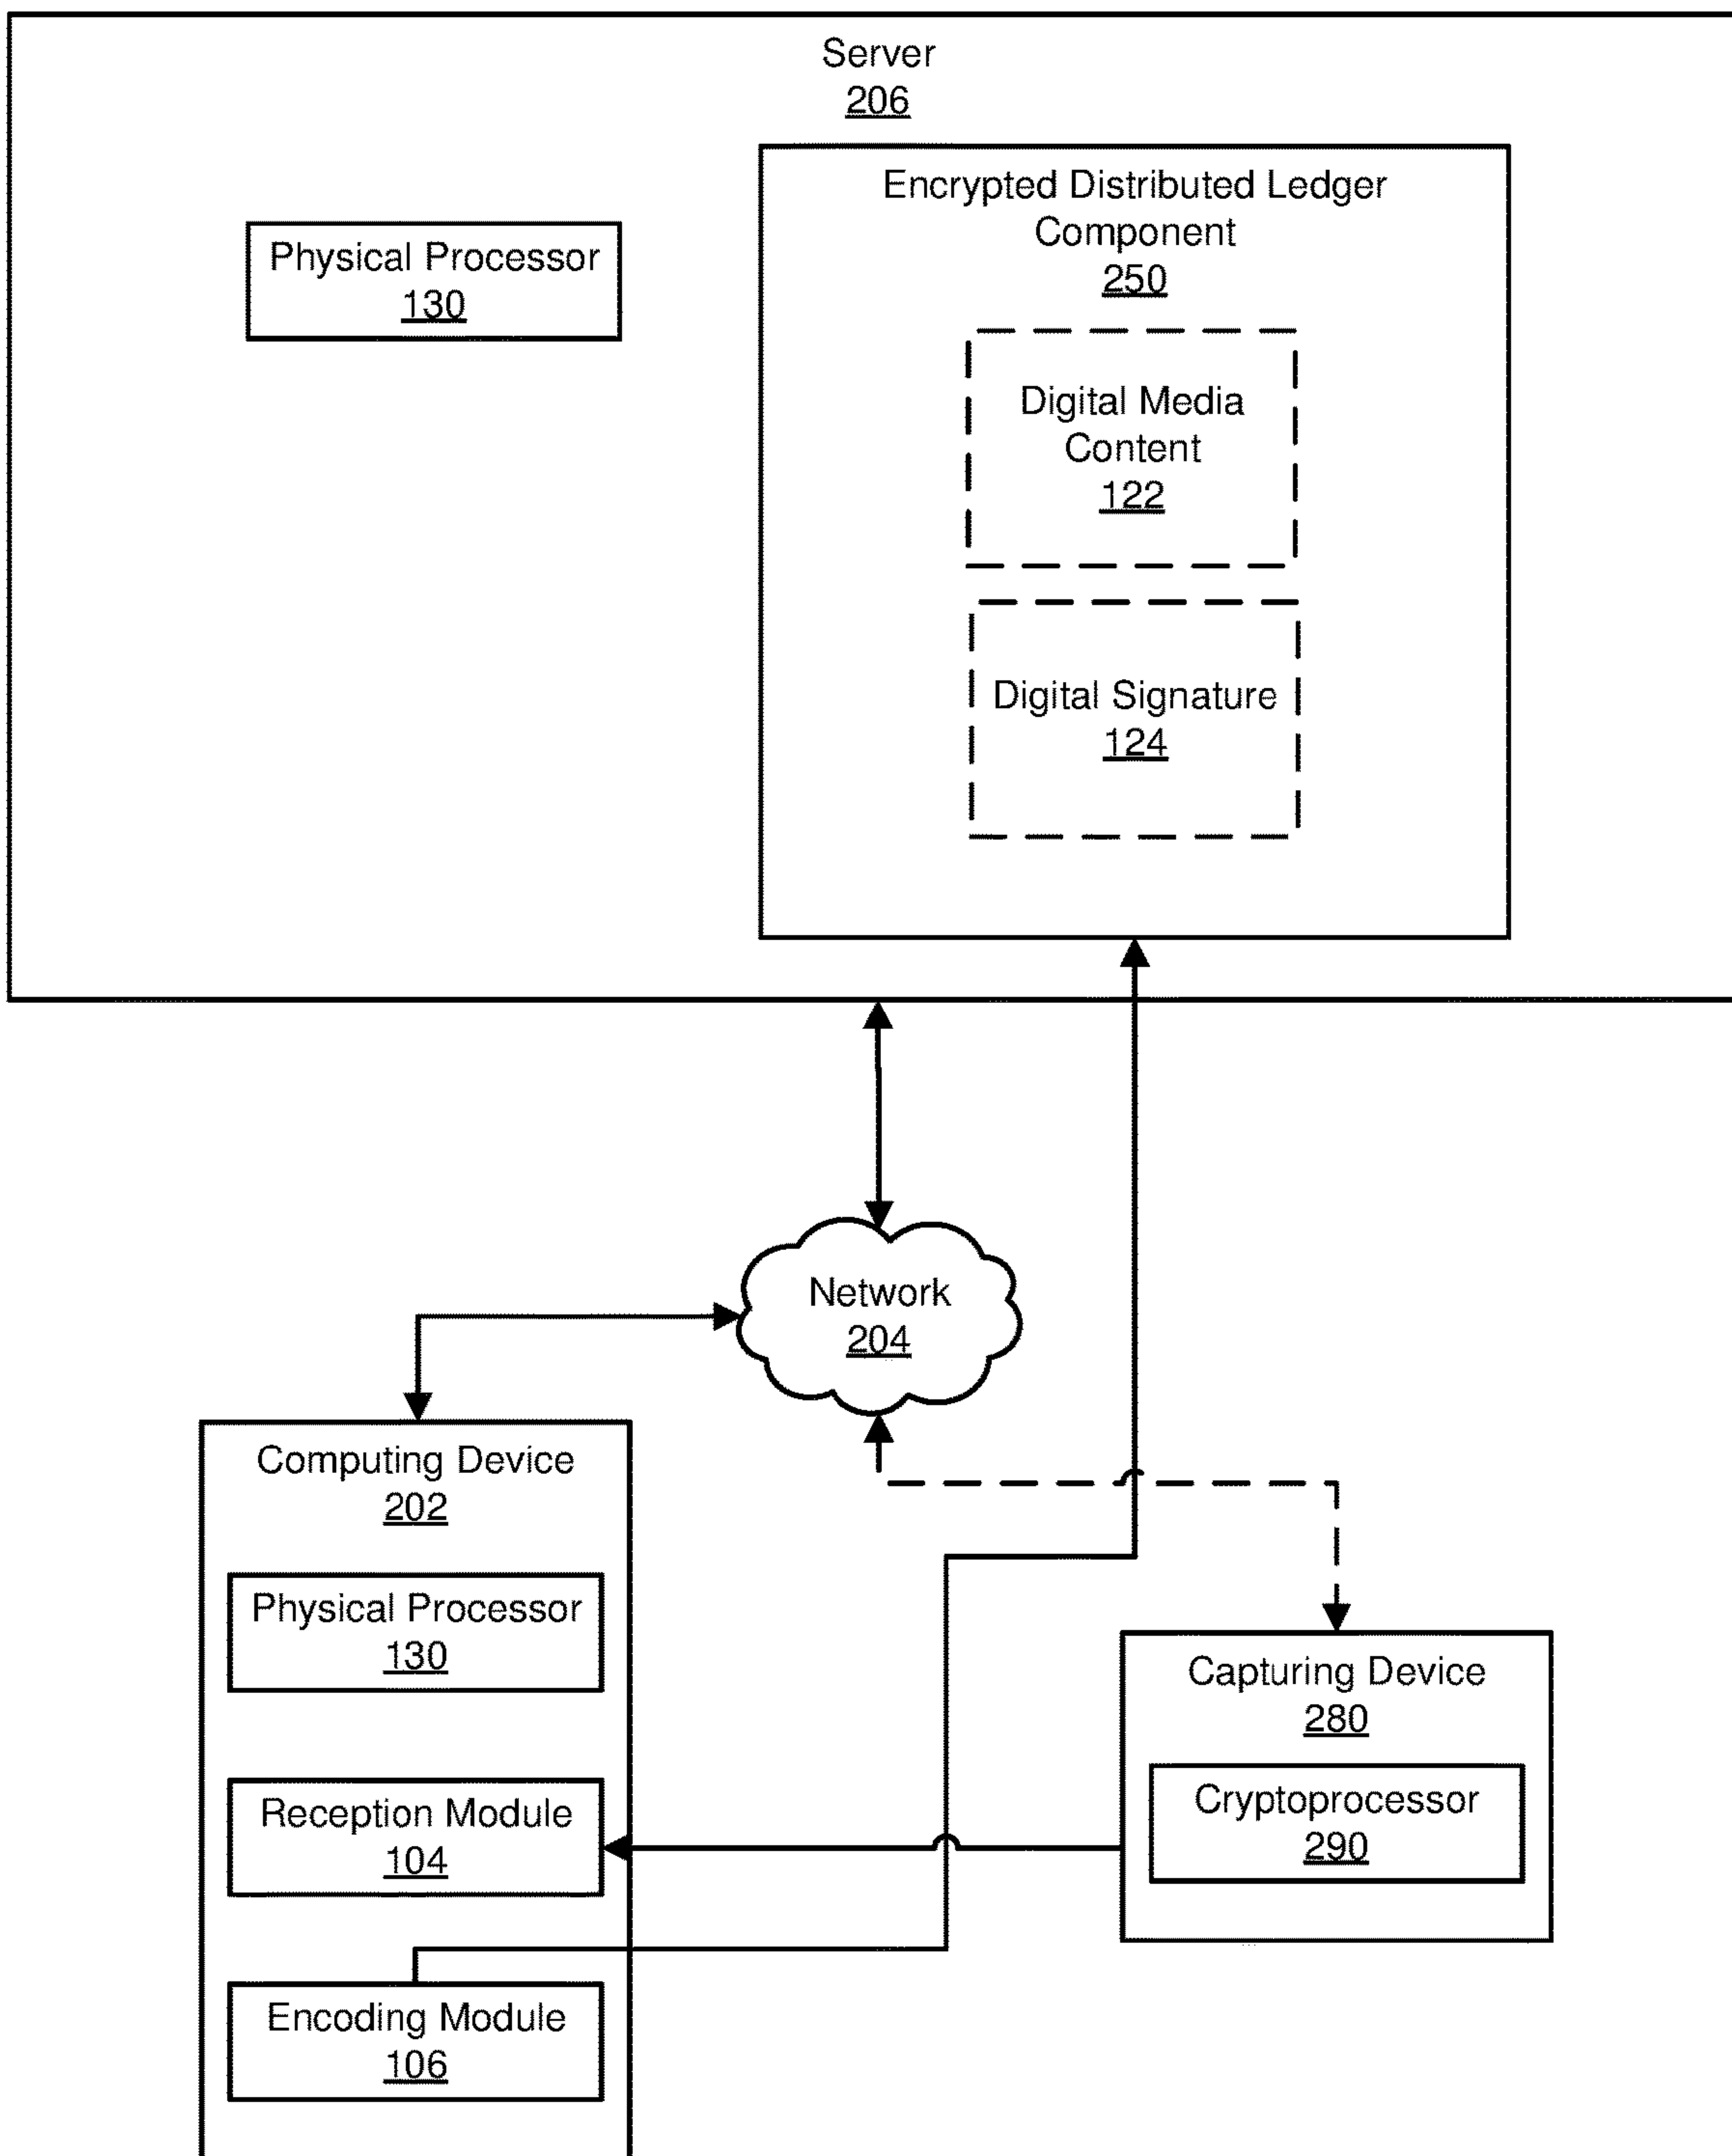 Server
206
Physical Processor
130
Encrypted Distributed Ledger
Component
250
Digital Media
Content
122
Digital Signature
124
Network
204
Computing Device
202
Physical Processor
130
Reception Module
104
Encoding Module
106
Capturing Device
280
Cryptoprocessor
290